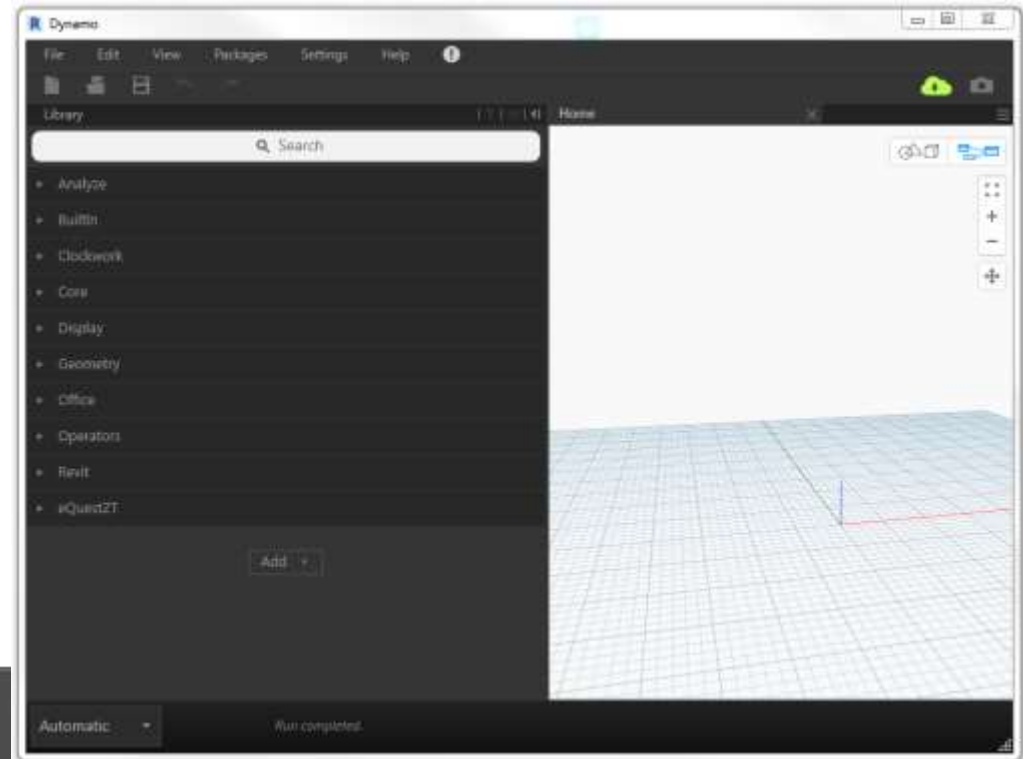 Dynamo
File Edit View Packages Settings Help
Library
Home
Search
Analyze
BuiltIn
Clockwork
Core
Display
Geometry
Office
Operators
Revit
eQuestZT
Add
Automatic
Run completed.